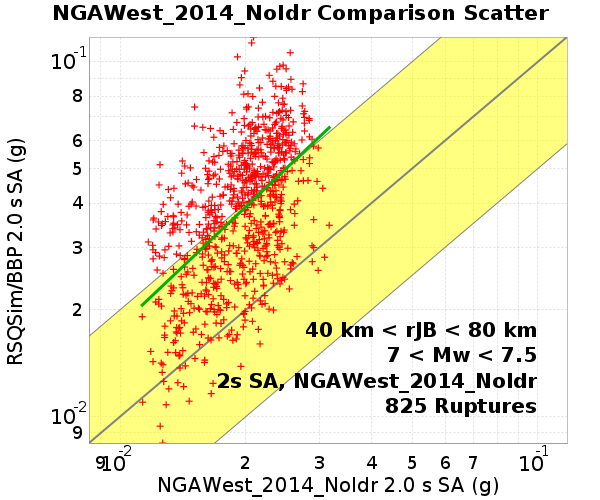 NGAWest_2014_NoIdr Comparison Scatter
RSQSim/BBP 2.0 s SA (g)
10-1
8
6
5
4
3
2
10-2
9
40 km < rJB < 80 km
7 < Mw < 7.5
2s SA, NGAWest_2014_NoIdr
825 Ruptures
9 10-2 2 3 4 5 6 7 10-1
NGAWest_2014_NoIdr 2.0 s SA (g)